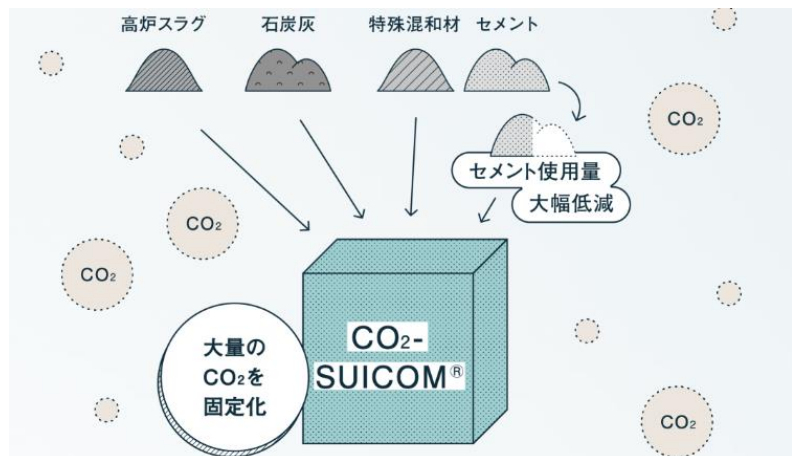 高炉スラグ
石炭灰
特殊混和材
セメント
CO₂
セメント使用量
大幅低減
CO₂
CO₂
大量の
CO₂を
固定化
CO₂-
SUICOM®
CO₂